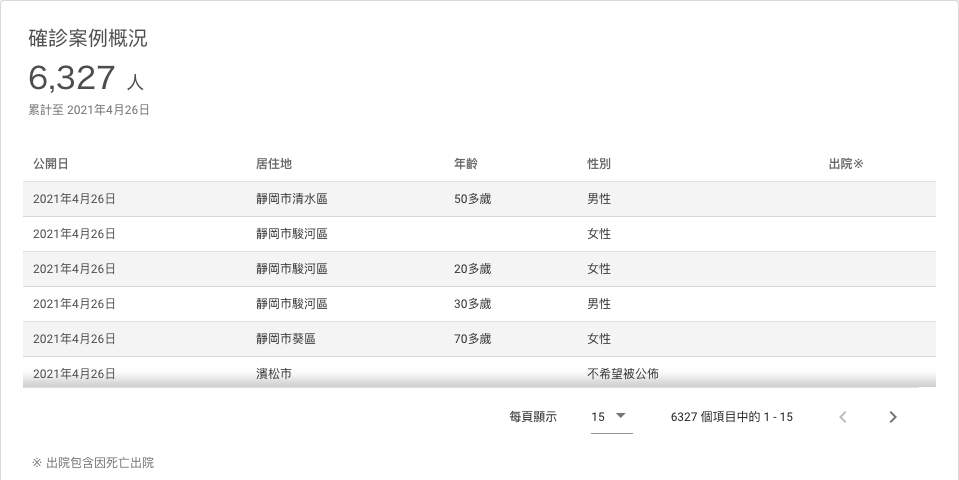 確診案例概況
6,327 人
累計至 2021年4月26日
公開日 居住地 年齡 性別 出院※
2021年4月26日 靜岡市清水區 50多歲 男性
2021年4月26日 靜岡市駿河區 女性
2021年4月26日 靜岡市駿河區 20多歲 女性
2021年4月26日 靜岡市駿河區 30多歲 男性
2021年4月26日 靜岡市葵區 70多歲 女性
2021年4月26日 濱松市 不希望被公佈
每頁顯示 15 6327 個項目中的 1 - 15
※ 出院包含因死亡出院